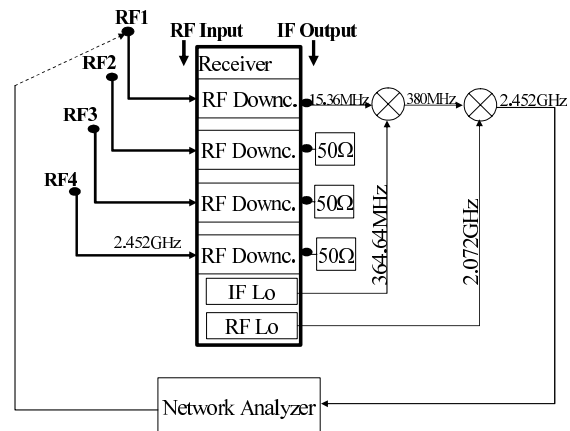 RF1
RF Input
IF Output
RF2
Receiver
RF Downc.
15.36MHz
380MHz
2.452GHz
RF3
RF Downc.
50Ω
RF4
RF Downc.
50Ω
2.452GHz
RF Downc.
50Ω
364.64MHz
2.072GHz
IF Lo
RF Lo
Network Analyzer